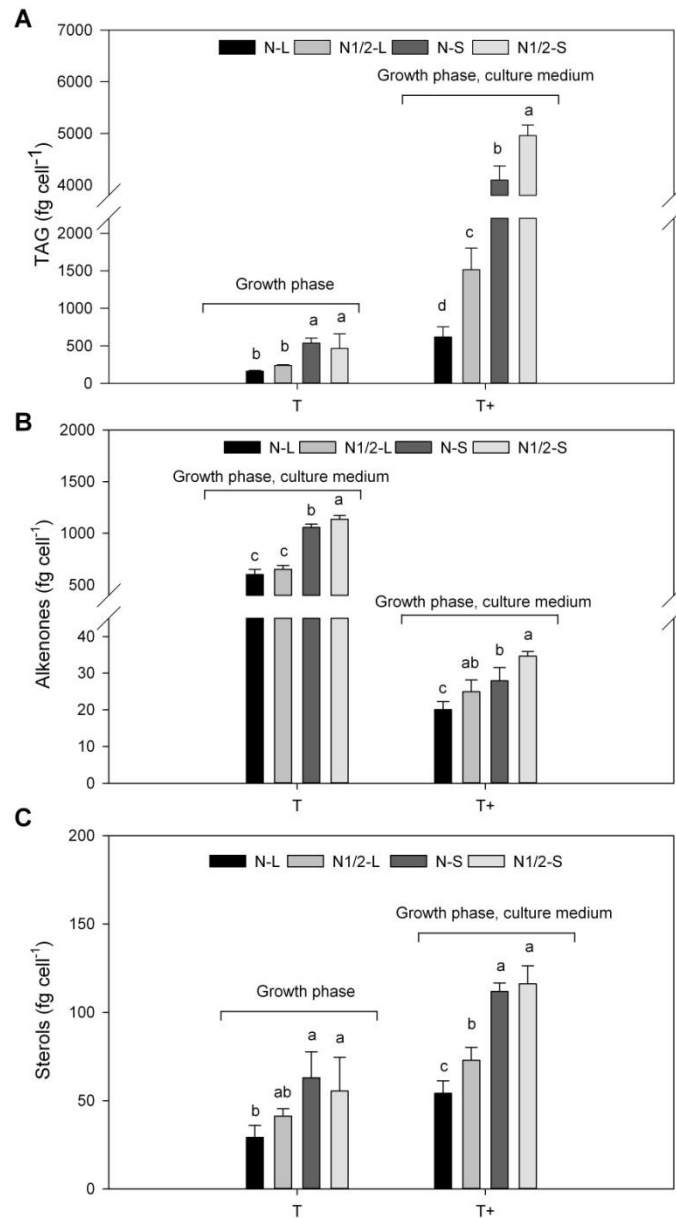 A
7000
N-L N1/2-L N-S N1/2-S
6000
Growth phase, culture medium
a
5000
b
4000
TAG (fg cell⁻¹)
2000
c
1500
Growth phase
1000
d
a a
500
b b
0
T T+
B
2000
N-L N1/2-L N-S N1/2-S
1500
Growth phase, culture medium
a
b
1000
c c
500
Alkenones (fg cell⁻¹)
Growth phase, culture medium
40
a
b
ab
30
c
20
10
0
T T+
C
200
N-L N1/2-L N-S N1/2-S
Growth phase, culture medium
150
a
a
Sterols (fg cell⁻¹)
Growth phase
100
a a
b
c
ab
50
b
0
T T+